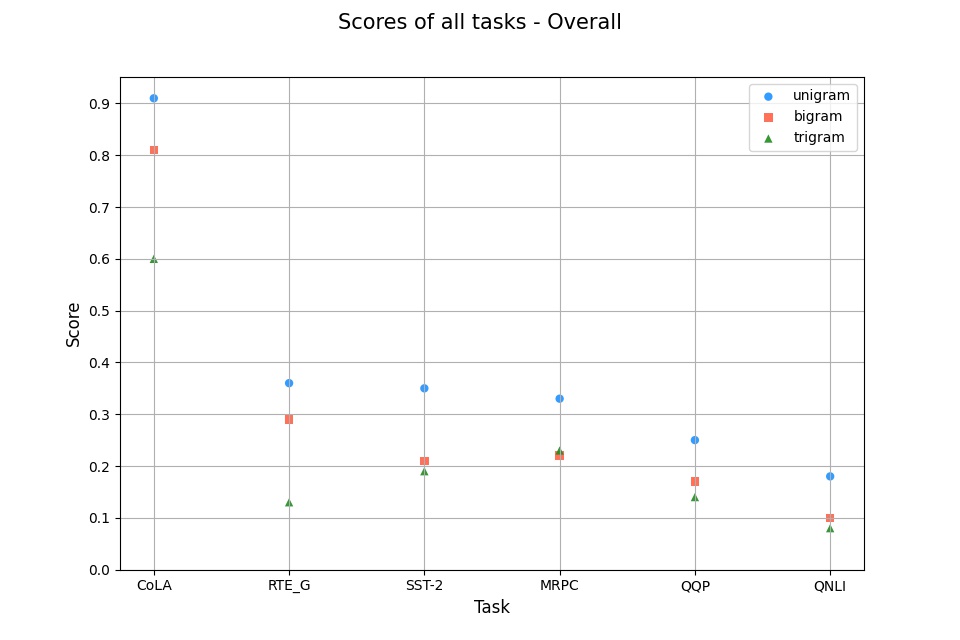 Scores of all tasks - Overall
unigram
bigram
trigram
Score
0.9
0.8
0.7
0.6
0.5
0.4
0.3
0.2
0.1
0.0
CoLA RTE_G SST-2 MRPC QQP QNLI
Task